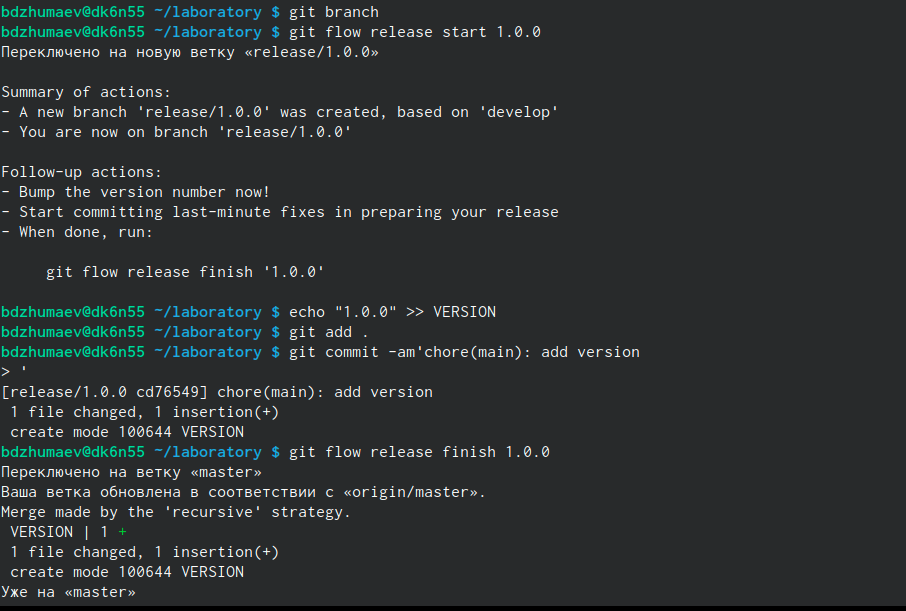 bdzhumaev@dk6n55 ~/laboratory $ git branch
bdzhumaev@dk6n55 ~/laboratory $ git flow release start 1.0.0
Переключено на новую ветку «release/1.0.0»
Summary of actions:
- A new branch 'release/1.0.0' was created, based on 'develop'
- You are now on branch 'release/1.0.0'
Follow-up actions:
- Bump the version number now!
- Start committing last-minute fixes in preparing your release
- When done, run:
git flow release finish '1.0.0'
bdzhumaev@dk6n55 ~/laboratory $ echo "1.0.0" >> VERSION
bdzhumaev@dk6n55 ~/laboratory $ git add .
bdzhumaev@dk6n55 ~/laboratory $ git commit -am'chore(main): add version
> '
[release/1.0.0 cd76549] chore(main): add version
1 file changed, 1 insertion(+)
create mode 100644 VERSION
bdzhumaev@dk6n55 ~/laboratory $ git flow release finish 1.0.0
Переключено на ветку «master»
Ваша ветка обновлена в соответствии с «origin/master».
Merge made by the 'recursive' strategy.
VERSION | 1 +
1 file changed, 1 insertion(+)
create mode 100644 VERSION
Уже на «master»